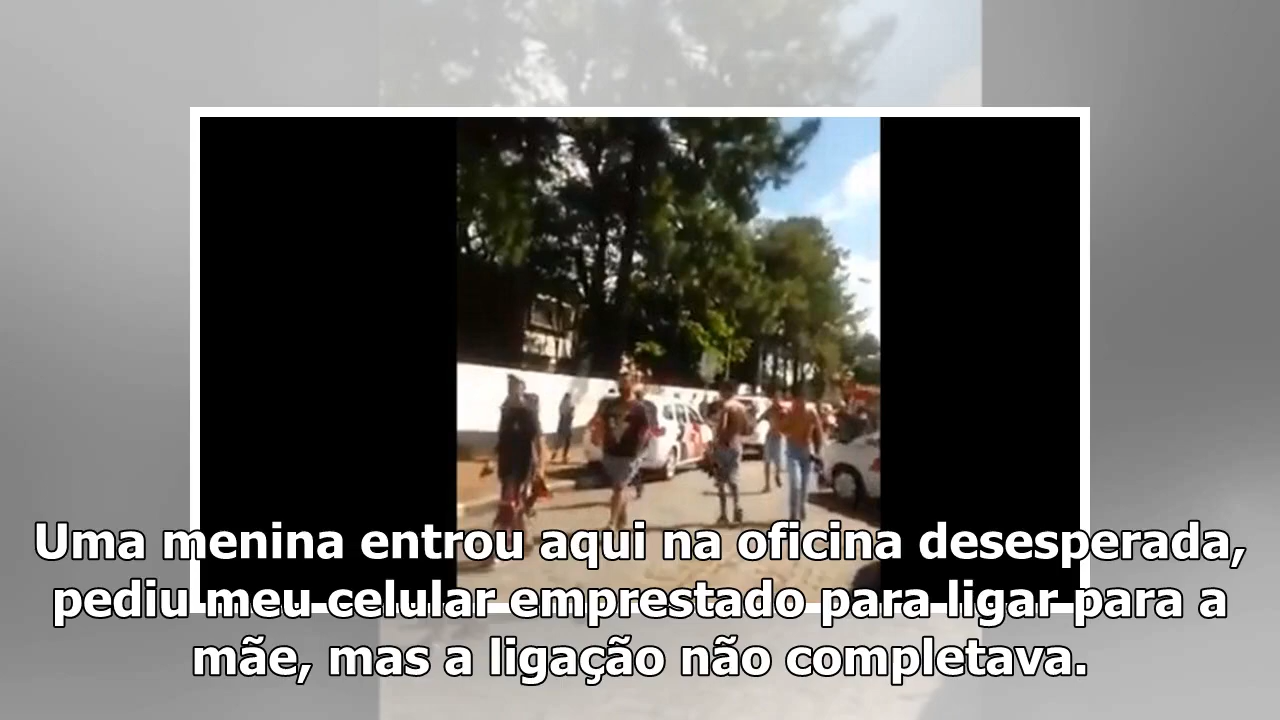 Uma menina entrou aqui na oficina desesperada,
pediu meu celular emprestado para ligar para a
mãe, mas a ligação não completava.